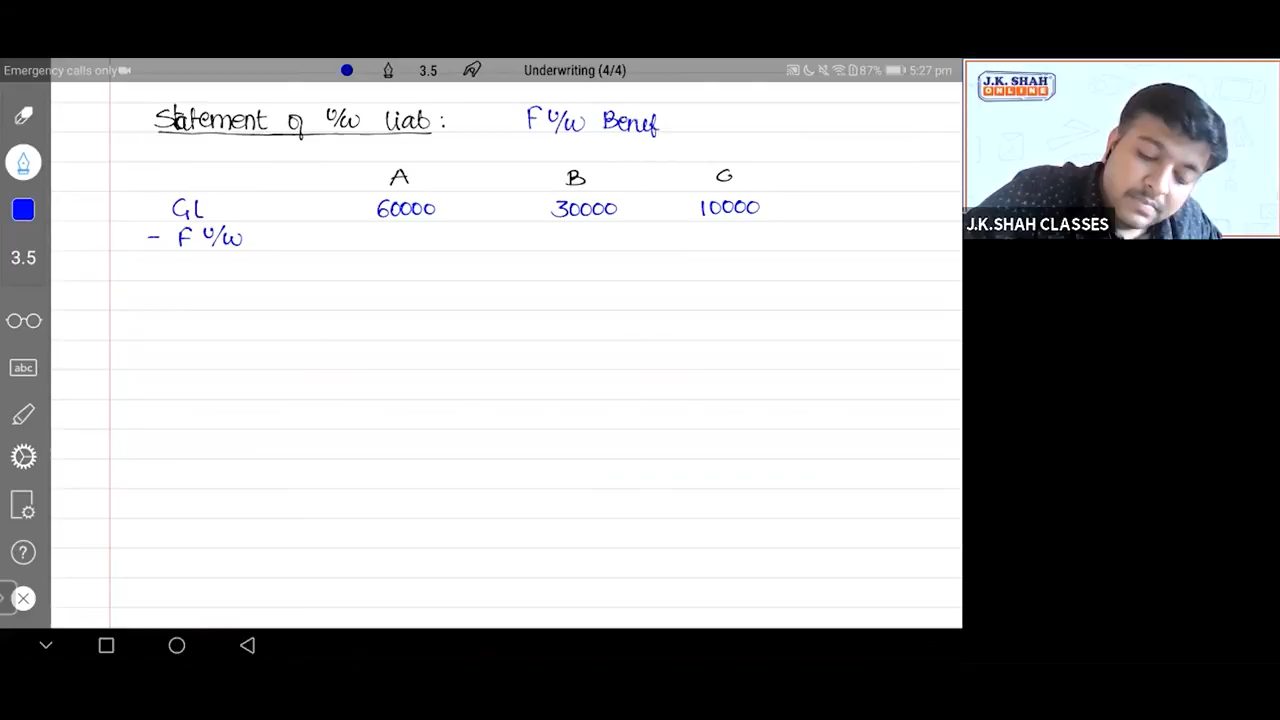 Emergency calls only 3.5 Underwriting (4/4) 87% 5:27 pm
J.K. SHAH
ONLINE
Statement of U/W Liab : F U/W Benef
A B C
GL 60000 30000 10000
- F U/W
J.K.SHAH CLASSES
3.5
abc
?